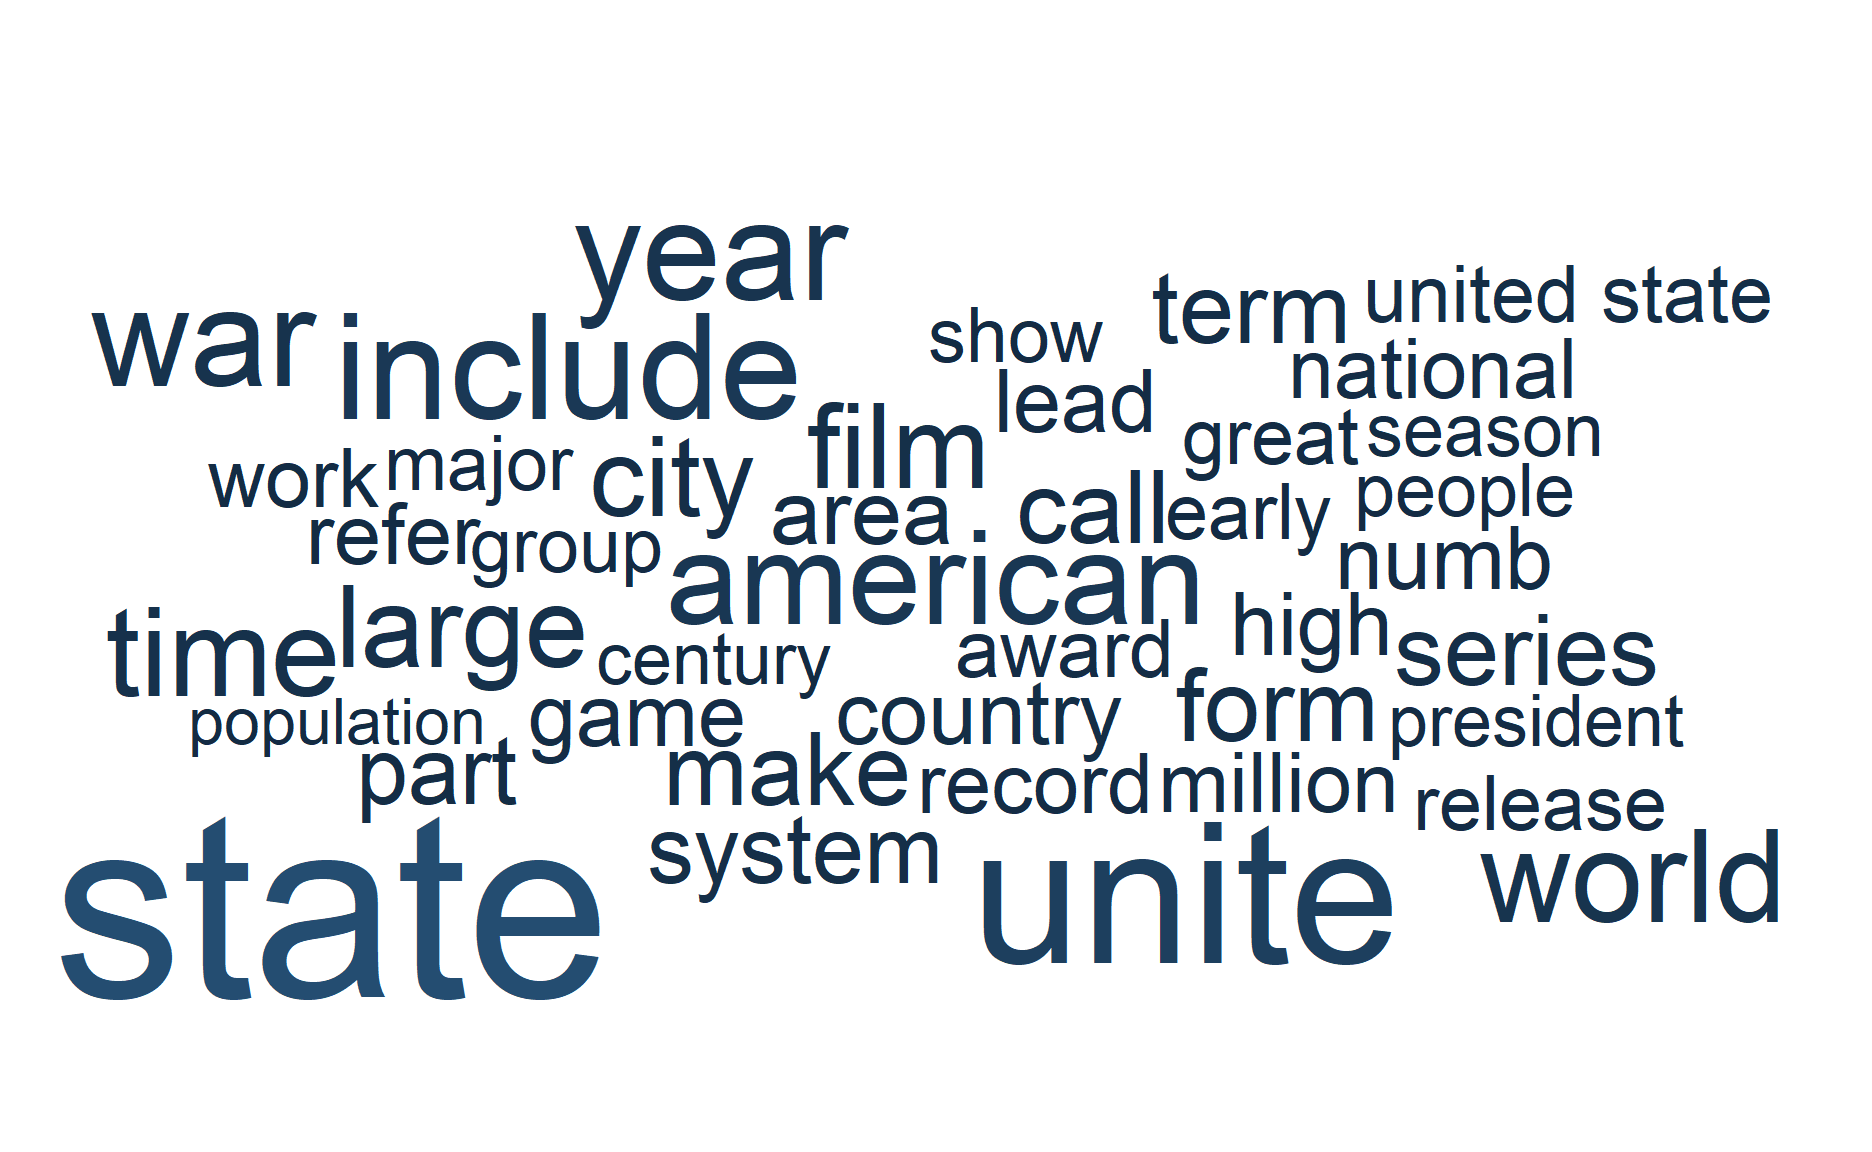 year
war include
show term united state
lead national
film great season
work major city
area call early people
refer group american numb
time large century award high series
population game country form president
part make record million release
state system unite world